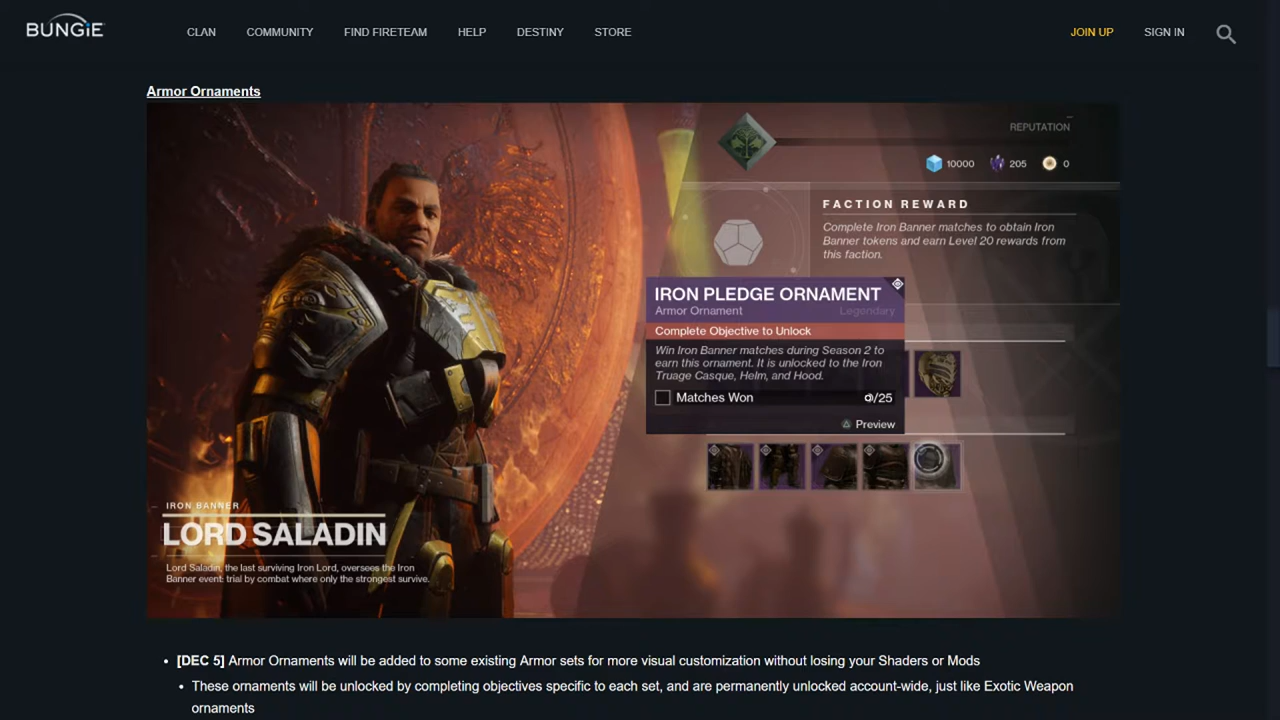 BUNGiE
CLAN
COMMUNITY
FIND FIRETEAM
HELP
DESTINY
STORE
JOIN UP
SIGN IN
Armor Ornaments
REPUTATION
10000
205
0
FACTION REWARD
Complete Iron Banner matches to obtain Iron
Banner tokens and earn Level 20 rewards from
this faction.
IRON PLEDGE ORNAMENT
Armor Ornament
Legendary
Complete Objective to Unlock
Win Iron Banner matches during Season 2 to
earn this ornament. It is unlocked to the Iron
Truage Casque, Helm, and Hood.
Matches Won
0/25
Preview
IRON BANNER
LORD SALADIN
Lord Saladin, the last surviving Iron Lord, oversees the Iron
Banner event: trial by combat where only the strongest survive.
• [DEC 5] Armor Ornaments will be added to some existing Armor sets for more visual customization without losing your Shaders or Mods
• These ornaments will be unlocked by completing objectives specific to each set, and are permanently unlocked account-wide, just like Exotic Weapon
ornaments